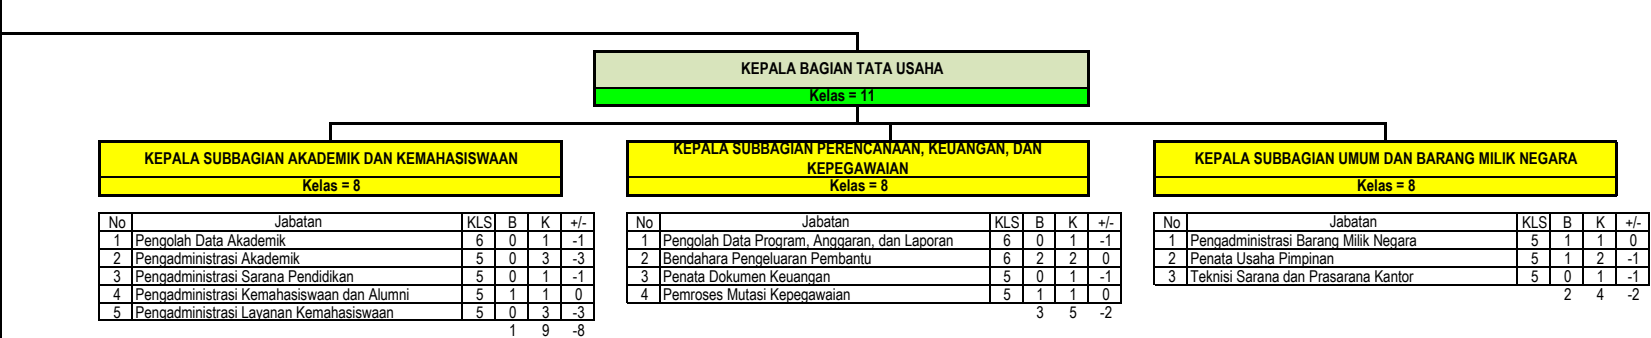 KEPALA BAGIAN TATA USAHA
Kelas = 11
KEPALA SUBBAGIAN AKADEMIK DAN KEMAHASISWAAN
Kelas = 8
No Jabatan KLS B K +/-
1 Pengolah Data Akademik 6 0 1 -1
2 Pengadministrasi Akademik 5 0 3 -3
3 Pengadministrasi Sarana Pendidikan 5 0 1 -1
4 Pengadministrasi Kemahasiswaan dan Alumni 5 1 1 0
5 Pengadministrasi Layanan Kemahasiswaan 5 0 3 -3
1 9 -8
KEPALA SUBBAGIAN PERENCANAAN, KEUANGAN, DAN
KEPEGAWAIAN
Kelas = 8
No Jabatan KLS B K +/-
1 Pengolah Data Program, Anggaran, dan Laporan 6 0 1 -1
2 Bendahara Pengeluaran Pembantu 6 2 2 0
3 Penata Dokumen Keuangan 5 0 1 -1
4 Pemroses Mutasi Kepegawaian 5 1 1 0
3 5 -2
KEPALA SUBBAGIAN UMUM DAN BARANG MILIK NEGARA
Kelas = 8
No Jabatan KLS B K +/-
1 Pengadministrasi Barang Milik Negara 5 1 1 0
2 Penata Usaha Pimpinan 5 1 2 -1
3 Teknisi Sarana dan Prasarana Kantor 5 0 1 -1
2 4 -2